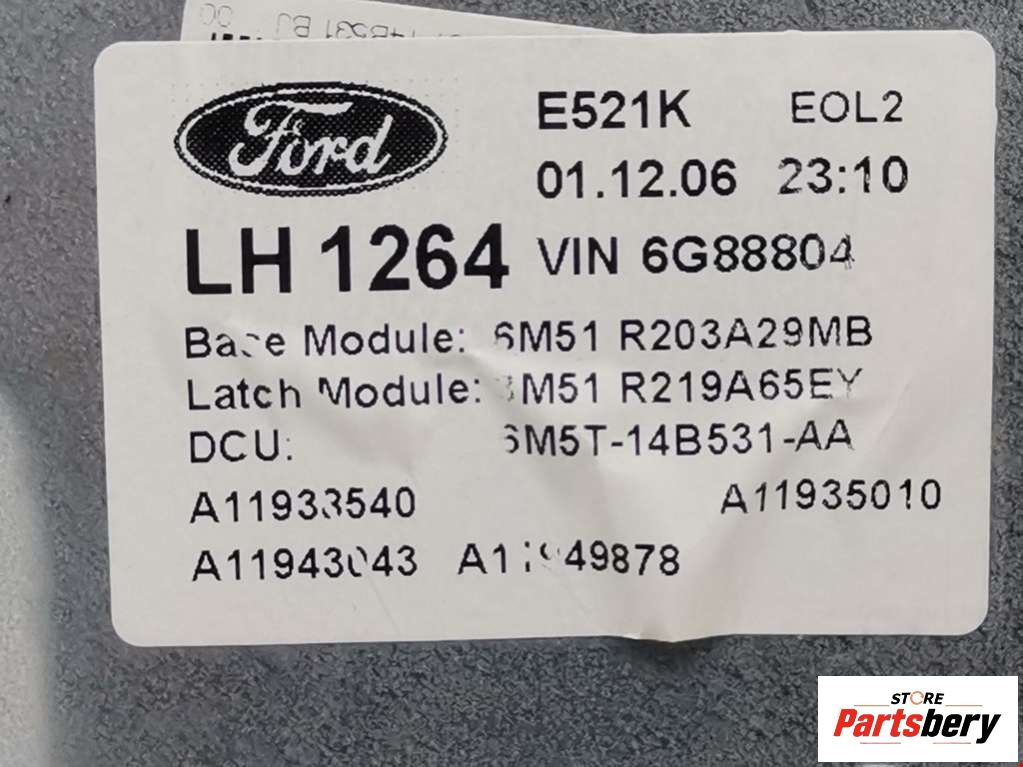 Ford
E521K EOL2
01.12.06 23:10
LH 1264 VIN 6G88804
Base Module: 6M51 R203A29MB
Latch Module: 3M51 R219A65EY
DCU: 6M5T-14B531-AA
A11933540 A11935010
A11943043
STORE
Partsbery